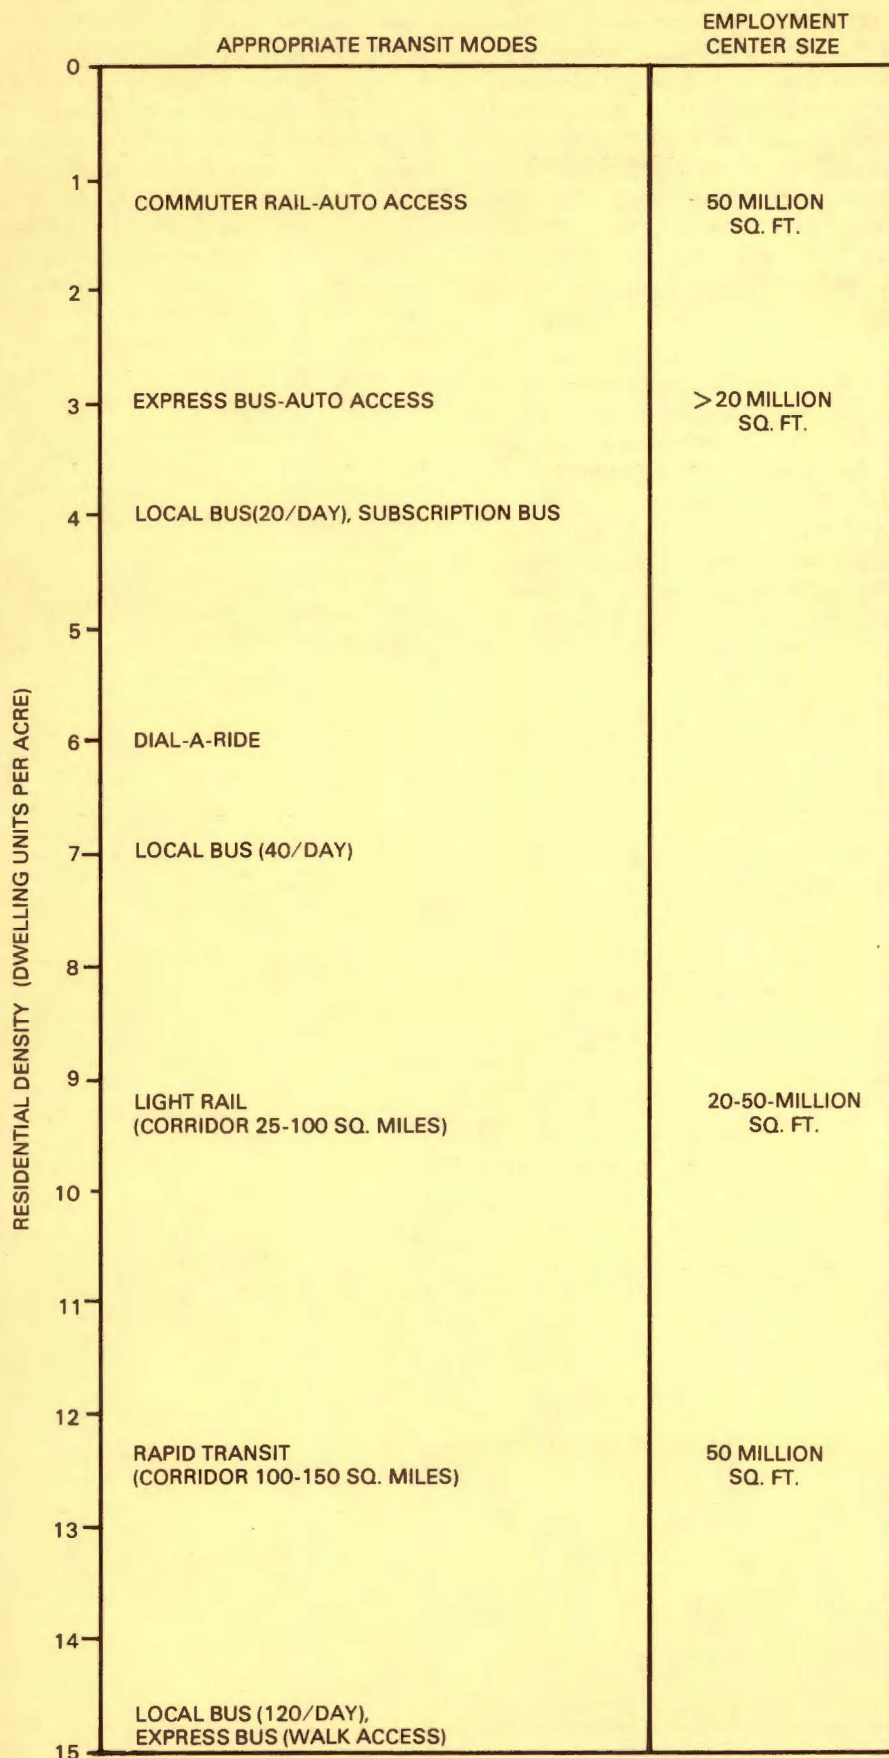 APPROPRIATE TRANSIT MODES
EMPLOYMENT
CENTER SIZE
RESIDENTIAL DENSITY (DWELLING UNITS PER ACRE)
0
1
COMMUTER RAIL-AUTO ACCESS
50 MILLION
SQ. FT.
2
3
EXPRESS BUS-AUTO ACCESS
>20 MILLION
SQ. FT.
4
LOCAL BUS(20/DAY), SUBSCRIPTION BUS
5
6
DIAL-A-RIDE
7
LOCAL BUS (40/DAY)
8
9
LIGHT RAIL
(CORRIDOR 25-100 SQ. MILES)
20-50-MILLION
SQ. FT.
10
11
12
RAPID TRANSIT
(CORRIDOR 100-150 SQ. MILES)
50 MILLION
SQ. FT.
13
14
LOCAL BUS (120/DAY),
EXPRESS BUS (WALK ACCESS)
15